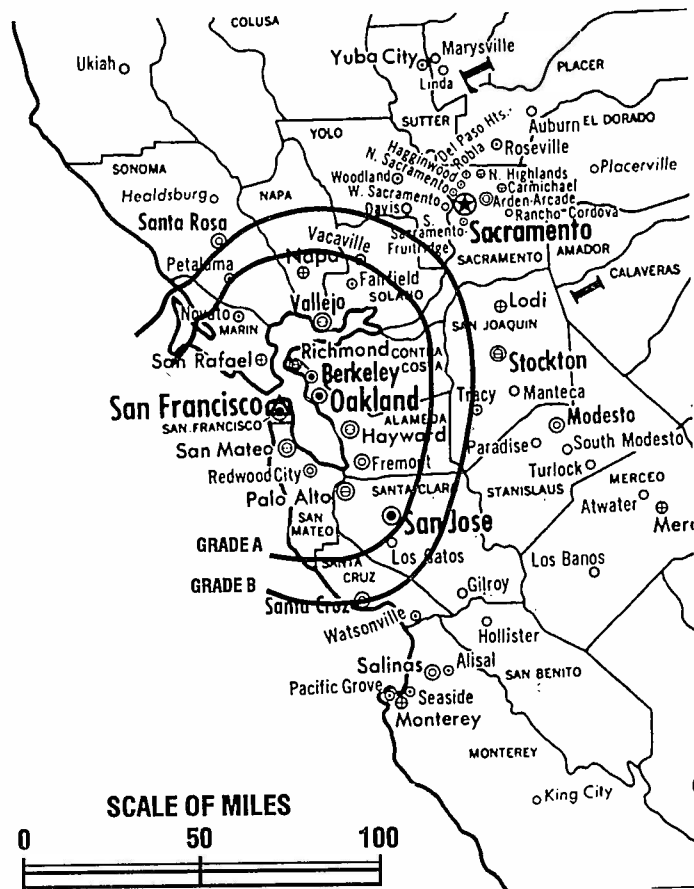 COLUSA
Ukiah
Yuba City
Marysville
Linda
PLACER
SUTTER
YOLO
Del Paso Hts.
Robla
Hagginwood
N. Sacramento
Auburn
EL DORADO
Roseville
Placerville
N. Highlands
Carmichael
Arden-Arcade
Rancho-Cordova
Woodland
W. Sacramento
Davis
S.
Sacramento-
Fruitridge
Sacramento
SACRAMENTO
AMADOR
CALAVERAS
SONOMA
Healdsburg
NAPA
Santa Rosa
Petaluma
Napa
Vacaville
Fairfield
SOLANO
Vallejo
Novato
MARIN
San Rafael
Richmond
CONTRA
COSTA
Berkeley
Oakland
San Francisco
SAN FRANCISCO
ALAMEDA
Hayward
San Mateo
Fremont
Redwood City
Palo Alto
SANTA CLARA
SAN
MATEO
San Jose
Los Gatos
SANTA
CRUZ
Santa Cruz
GRADE A
GRADE B
Lodi
SAN JOAQUIN
Stockton
Tracy
Manteca
Modesto
Paradise
South Modesto
Turlock
STANISLAUS
MERCEO
Atwater
Merc
Los Banos
Gilroy
Watsonville
Hollister
Salinas
Alisal
SAN BENITO
Pacific Grove
Seaside
Monterey
MONTEREY
King City
SCALE OF MILES
0 50 100